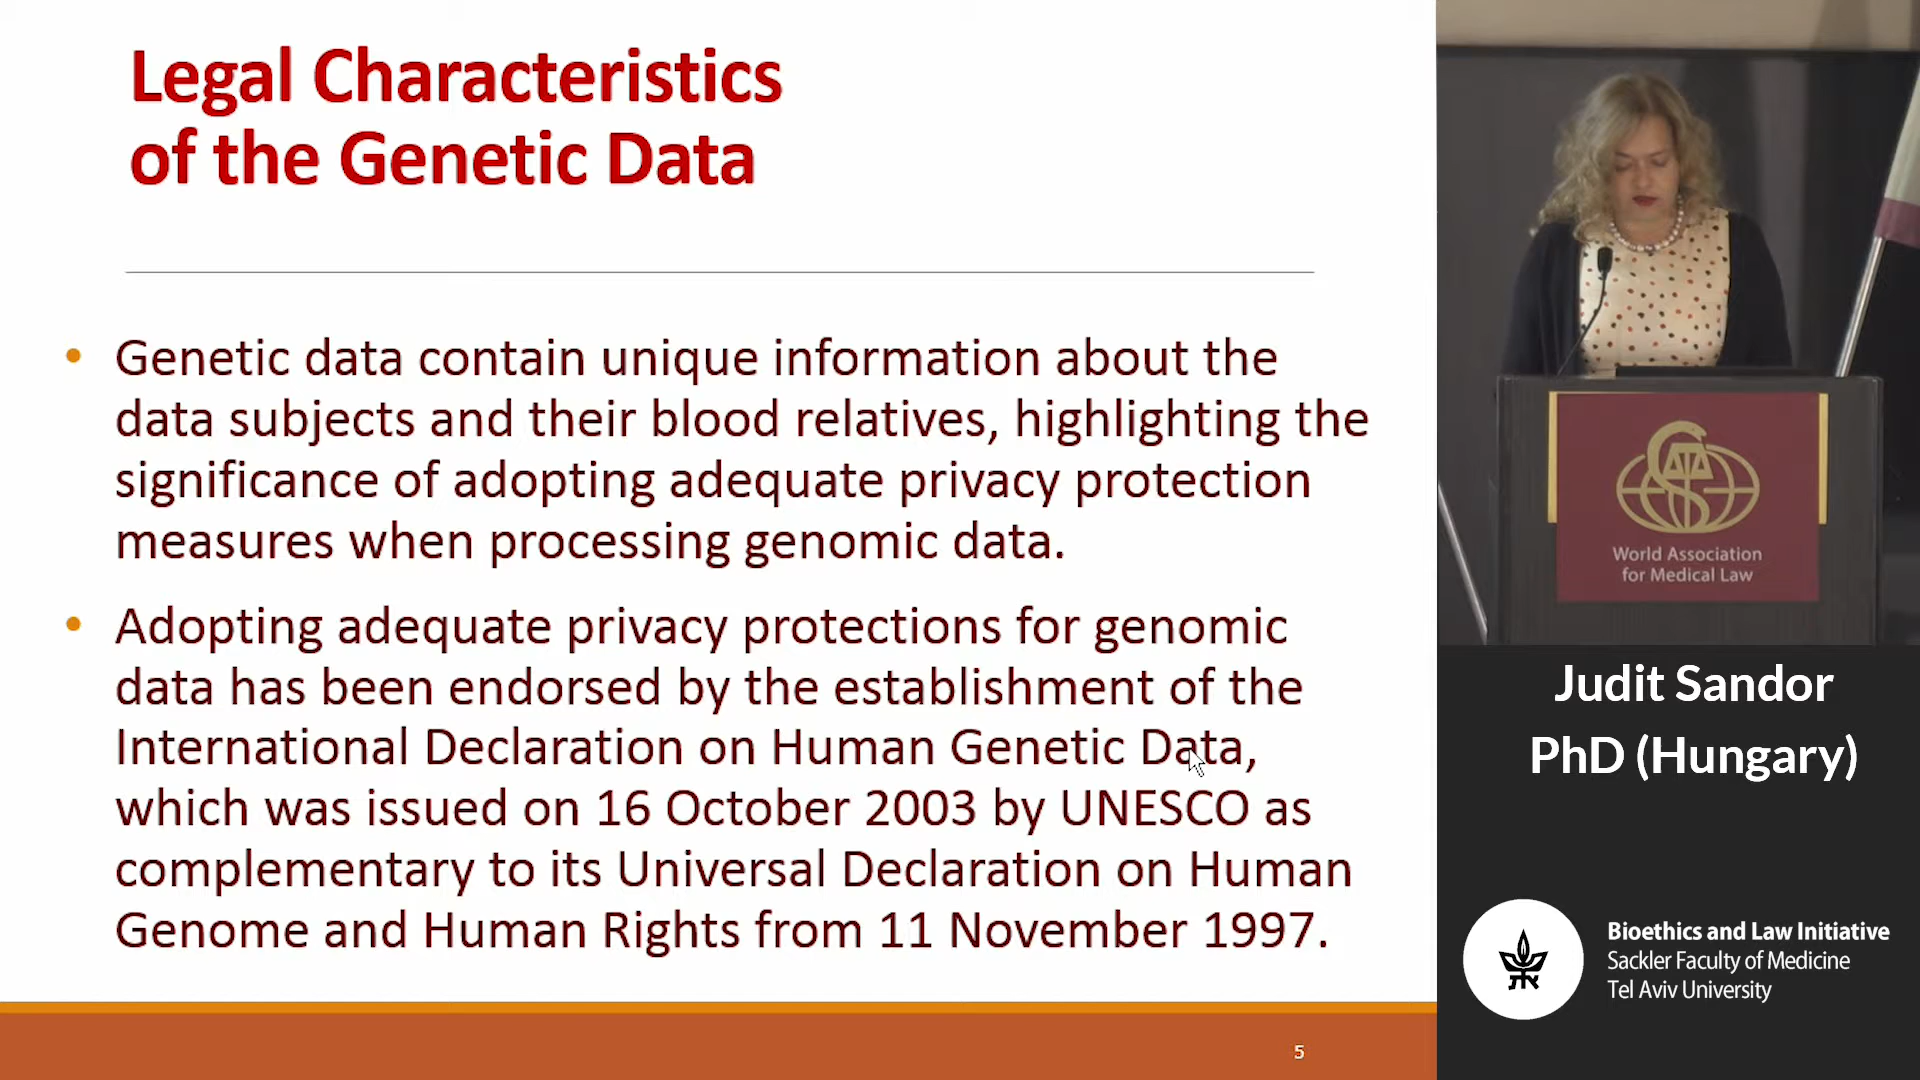 Legal Characteristics
of the Genetic Data
• Genetic data contain unique information about the
data subjects and their blood relatives, highlighting the
significance of adopting adequate privacy protection
measures when processing genomic data.
• Adopting adequate privacy protections for genomic
data has been endorsed by the establishment of the
International Declaration on Human Genetic Data,
which was issued on 16 October 2003 by UNESCO as
complementary to its Universal Declaration on Human
Genome and Human Rights from 11 November 1997.
5
World Association
for Medical Law
Judit Sandor
PhD (Hungary)
Bioethics and Law Initiative
Sackler Faculty of Medicine
Tel Aviv University